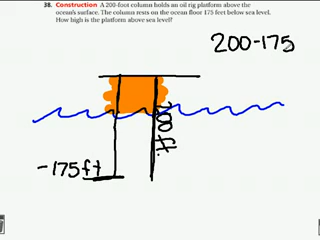 38. Construction A 200-foot column holds an oil rig platform above the
ocean's surface. The column rests on the ocean floor 175 feet below sea level.
How high is the platform above sea level?
200-175
200 ft.
-175ft